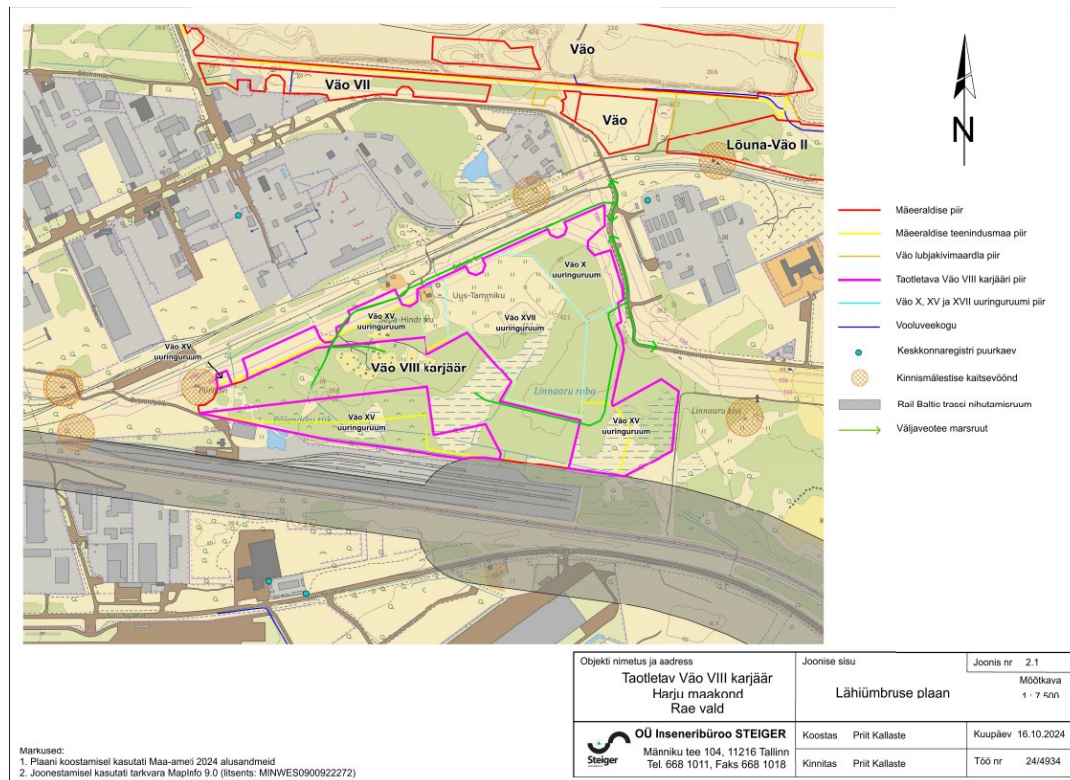 Väo
Väo VII
Väo
Lõuna-Väo II
N
Väo X
uuringuruum
Uus-Tammiku
Väo XVII
uuringuruum
Väo XV
uuringuruum
Väo XV
uuringuruum
Väo VIII karjäär
Linnaaru raba
Väo XV
uuringuruum
Väo XV
uuringuruum
Mäeeraldise piir
Mäeeraldise teenindusmaa piir
Väo lubjakivimaardla piir
Taotletava Väo VIII karjääri piir
Väo X, XV ja XVII uuringuruumi piir
Vooluveekogu
Keskkonnaregistri puurkaev
Kinnismälestise kaitsevöönd
Rail Baltic trassi nihutamisruum
Väljaveotee marsruut
Objekti nimetus ja aadress
Taotletav Väo VIII karjäär
Harju maakond
Rae vald
Joonise sisu
Lähiümbruse plaan
Joonis nr 2.1
Mõõtkava
1 : 7 500
Steiger
OÜ Inseneribüroo STEIGER
Männiku tee 104, 11216 Tallinn
Tel. 668 1011, Faks 668 1018
Koostas Priit Kallaste
Kuupäev 16.10.2024
Kinnitas Priit Kallaste
Töö nr 24/4934
Markused:
1. Plaani koostamisel kasutati Maa-ameti 2024 alusandmeid
2. Joonestamisel kasutati tarkvara MapInfo 9.0 (litsents: MINWES0900922272)